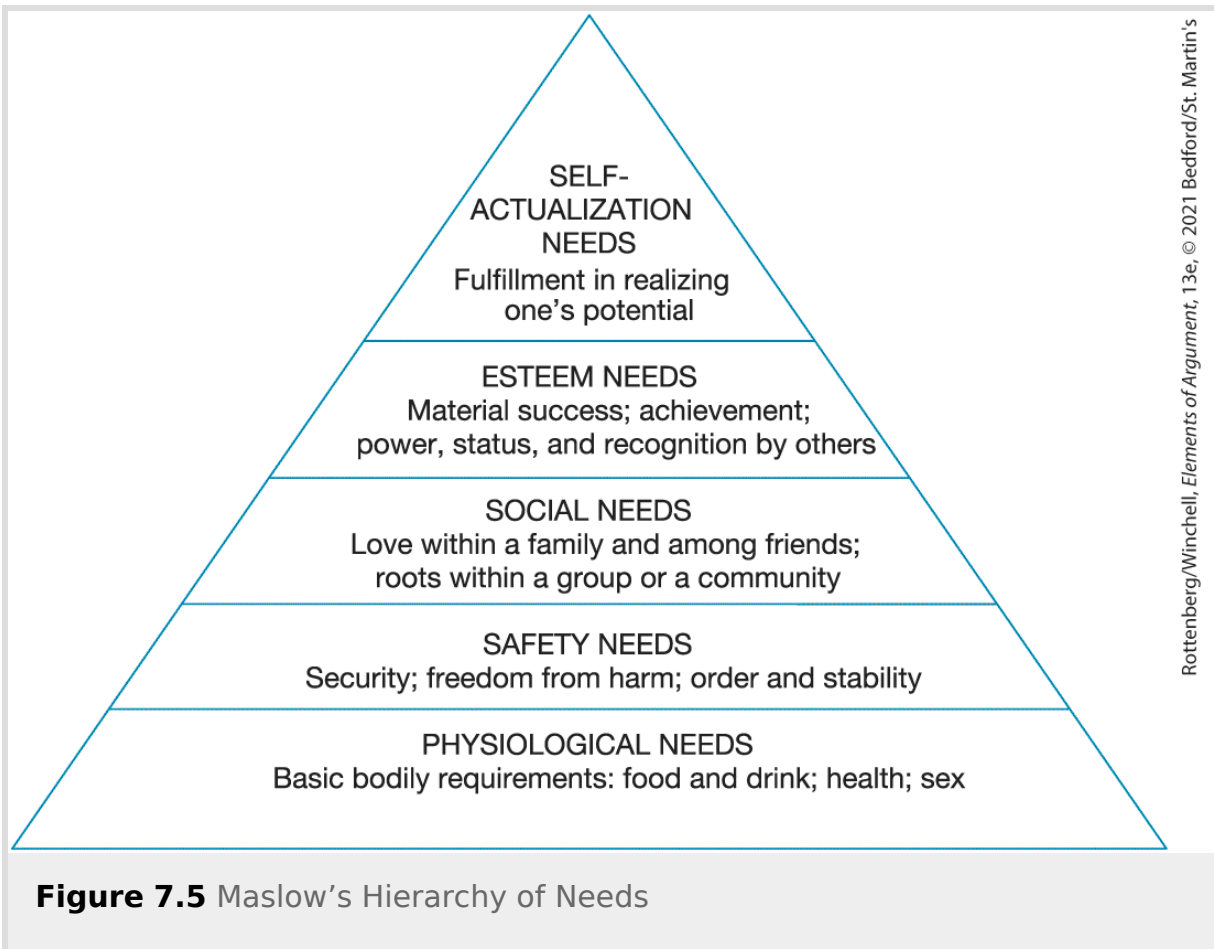 SELF-
ACTUALIZATION
NEEDS
Fulfillment in realizing
one’s potential
ESTEEM NEEDS
Material success; achievement;
power, status, and recognition by others
SOCIAL NEEDS
Love within a family and among friends;
roots within a group or a community
SAFETY NEEDS
Security; freedom from harm; order and stability
PHYSIOLOGICAL NEEDS
Basic bodily requirements: food and drink; health; sex
Rottenberg/Winchell, Elements of Argument, 13e, © 2021 Bedford/St. Martin's
Figure 7.5 Maslow’s Hierarchy of Needs